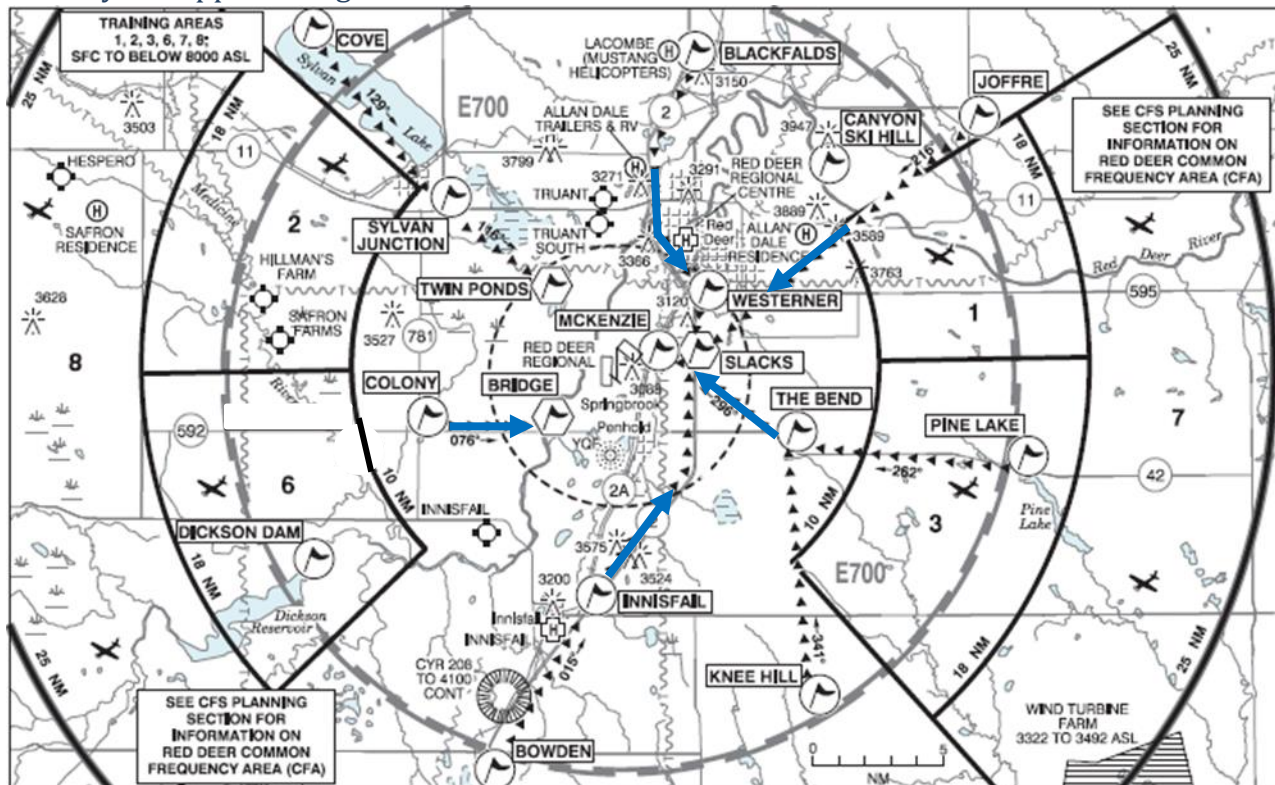 TRAINING AREAS
1, 2, 3, 6, 7, 8;
SFC TO BELOW 8000 ASL
25 NM
18 NM
3503
11
HESPERO
H
SAFRON
RESIDENCE
3628
8
HILLMAN'S
FARM
SAFRON
FARMS
2
Medicine
River
COVE
Sylvan
Lake
129°
E700
LACOMBE
(MUSTANG
HELICOPTERS)
H
BLACKFALDS
3150
2
ALLAN DALE
TRAILERS & RV
H
3799
3271
TRUANT
TRUANT
SOUTH
3366
3291
RED DEER
REGIONAL
CENTRE
H
Red
Deer
3947
CANYON
SKI HILL
JOFFRE
216°
3889
ALLAN
DALE
RESIDENCE
H
3589
3763
25 NM
18 NM
11
SEE CFS PLANNING
SECTION FOR
INFORMATION ON
RED DEER COMMON
FREQUENCY AREA (CFA)
Red
Deer
River
595
1
SYLVAN
JUNCTION
116°
TWIN PONDS
3120
WESTERNER
MCKENZIE
3527
781
RED DEER
REGIONAL
3088
SLACKS
COLONY
076°
BRIDGE
Springbrook
Penhold
YQF
296°
THE BEND
PINE LAKE
262°
42
7
Pine
Lake
3
592
6
10 NM
INNISFAIL
DICKSON DAM
18 NM
Dickson
Reservoir
25 NM
2A
3575
3524
3200
INNISFAIL
Innisfail
H
INNISFAIL
CYR 208
TO 4100
CONT
015°
BOWDEN
10 NM
E700
341°
KNEE HILL
18 NM
25 NM
WIND TURBINE
FARM
3322 TO 3492 ASL
0
5
NM
SEE CFS PLANNING
SECTION FOR
INFORMATION ON
RED DEER COMMON
FREQUENCY AREA (CFA)